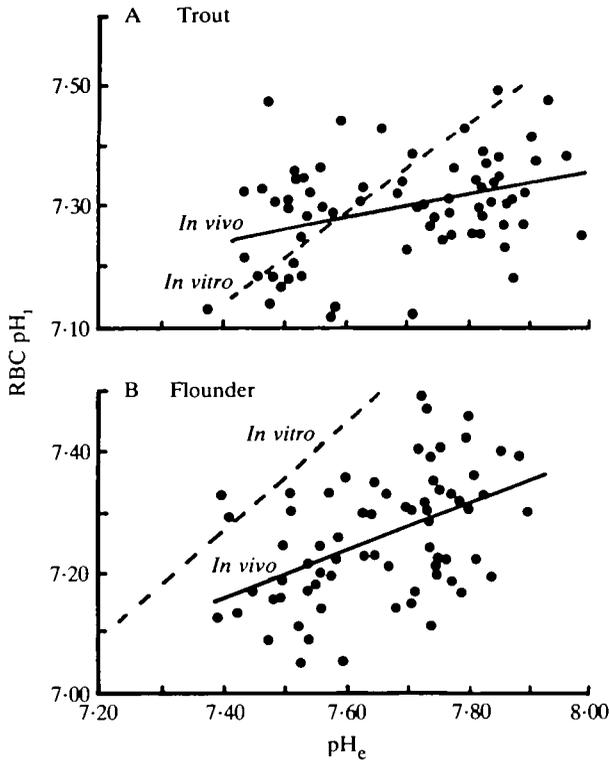 A Trout
7·50
7·30
In vivo
In vitro
7·10
RBC pHi
B Flounder
In vitro
7·40
In vivo
7·20
7·00
7·20 7·40 7·60 7·80 8·00
pHe